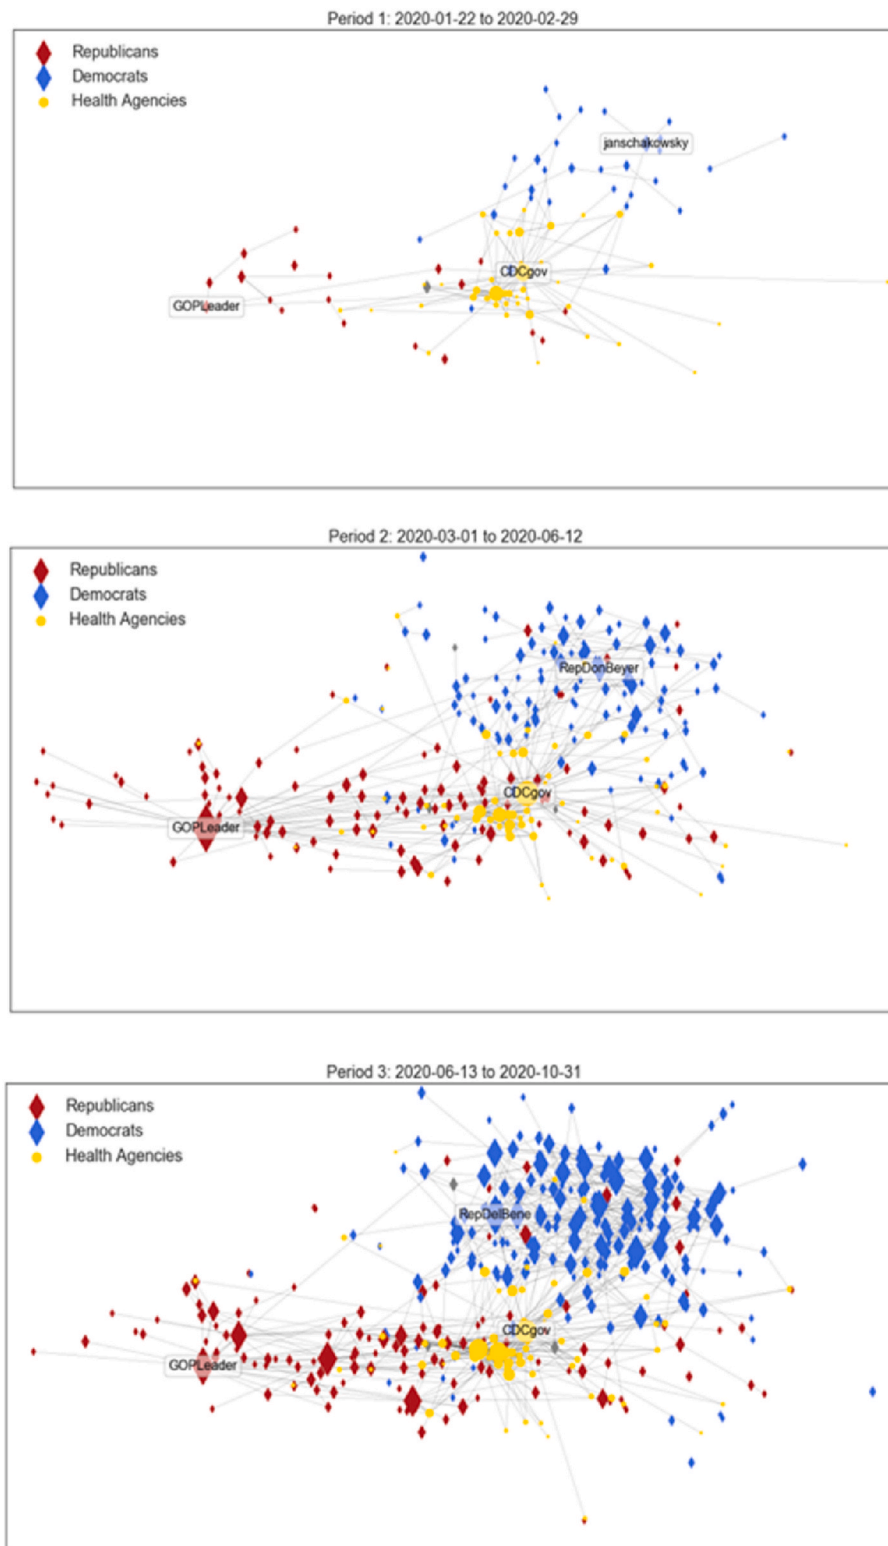 Period 1: 2020-01-22 to 2020-02-29
Republicans
Democrats
Health Agencies
janschakowsky
CDCgov
GOPLeader
Period 2: 2020-03-01 to 2020-06-12
Republicans
Democrats
Health Agencies
RepDonBeyer
CDCgov
GOPLeader
Period 3: 2020-06-13 to 2020-10-31
Republicans
Democrats
Health Agencies
RepDelBene
CDCgov
GOPLeader